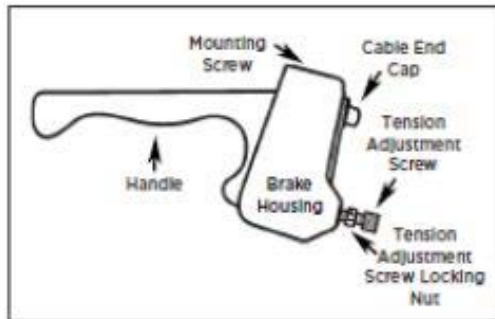 Mounting
Screw
Cable End
Cap
Tension
Adjustment
Screw
Handle
Brake
Housing
Tension
Adjustment
Screw Locking
Nut